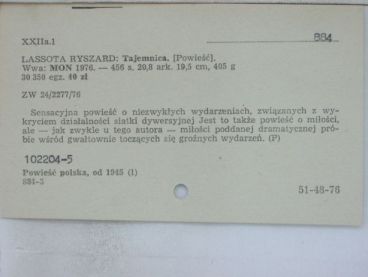 XXIIa.1
884
LASSOTA RYSZARD: Tajemnica. [Powieść].
Wwa: MON 1976. — 456 s. 20,8 ark. 19,5 cm, 405 g
30 350 egz. 40 zł
ZW 24/2277/76
Sensacyjna powieść o niezwykłych wydarzeniach, związanych z wy-
kryciem działalności siatki dywersyjnej Jest to także powieść o miłości,
ale — jak zwykle u tego autora — miłości poddanej dramatycznej pró-
bie wśród gwałtownie toczących się groźnych wydarzeń. (P)
102204-5
Powieść polska, od 1945 (1)
884-3
51-48-76